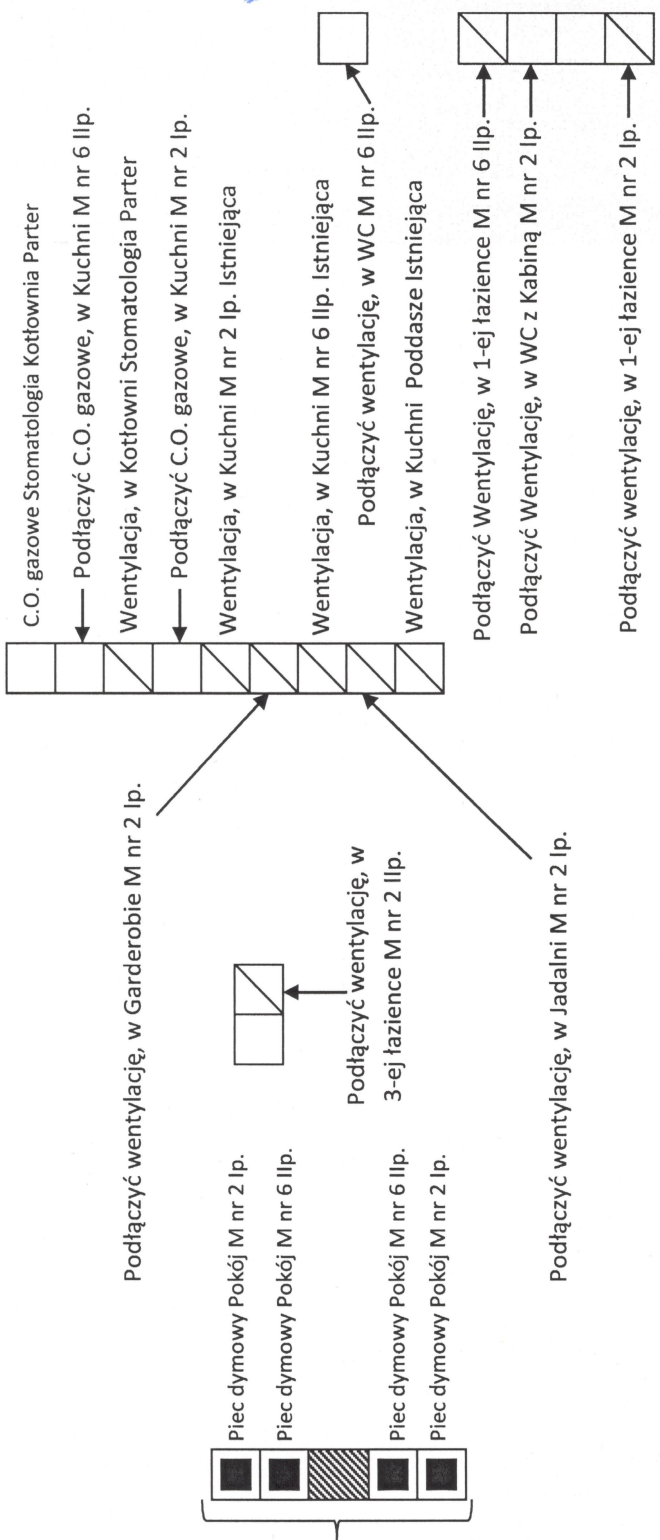 C.O. gazowe Stomatologia Kotłownia Parter
Podłączyć C.O. gazowe, w Kuchni M nr 6 IIp.
Wentylacja, w Kotłowni Stomatologia Parter
Podłączyć C.O. gazowe, w Kuchni M nr 2 Ip.
Wentylacja, w Kuchni M nr 2 Ip. Istniejąca
Wentylacja, w Kuchni M nr 6 IIp. Istniejąca
Podłączyć wentylację, w WC M nr 6 IIp.
Wentylacja, w Kuchni Poddasze Istniejąca
Podłączyć Wentylację, w 1-ej łazience M nr 6 IIp.
Podłączyć Wentylację, w WC z Kabiną M nr 2 Ip.
Podłączyć wentylację, w 1-ej łazience M nr 2 Ip.
Podłączyć wentylację, w Garderobie M nr 2 Ip.
Podłączyć wentylację, w
3-ej łazience M nr 2 IIp.
Podłączyć wentylację, w Jadalni M nr 2 Ip.
Piec dymowy Pokój M nr 2 Ip.
Piec dymowy Pokój M nr 6 IIp.
Piec dymowy Pokój M nr 6 IIp.
Piec dymowy Pokój M nr 2 Ip.